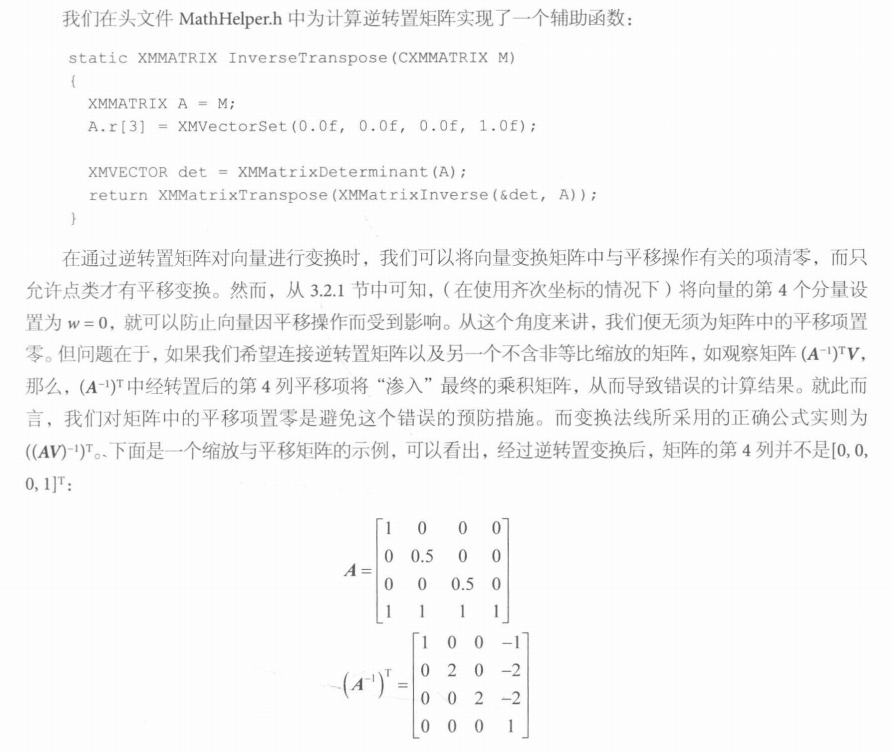 我们在头文件 MathHelper.h 中为计算逆转置矩阵实现了一个辅助函数：
static XMMATRIX InverseTranspose(CXMMATRIX M)
{
XMMATRIX A = M;
A.r[3] = XMVectorSet(0.0f, 0.0f, 0.0f, 1.0f);
XMVECTOR det = XMMatrixDeterminant(A);
return XMMatrixTranspose(XMMatrixInverse(&det, A));
}
在通过逆转置矩阵对向量进行变换时，我们可以将向量变换矩阵中与平移操作有关的项清零，而只
允许点类才有平移变换。然而，从 3.2.1 节中可知，（在使用齐次坐标的情况下）将向量的第 4 个分量设
置为 w = 0，就可以防止向量因平移操作而受到影响。从这个角度来讲，我们便无须为矩阵中的平移项置
零。但问题在于，如果我们希望连接逆转置矩阵以及另一个不含非等比缩放的矩阵，如观察矩阵 (A⁻¹)ᵀV，
那么，(A⁻¹)ᵀ 中经转置后的第 4 列平移项将“渗入”最终的乘积矩阵，从而导致错误的计算结果。就此而
言，我们对矩阵中的平移项置零是避免这个错误的预防措施。而变换法线所采用的正确公式实则为
((AV)⁻¹)ᵀ。下面是一个缩放与平移矩阵的示例，可以看出，经过逆转置变换后，矩阵的第 4 列并不是[0, 0,
0, 1]ᵀ：
1 0 0 0
0 0.5 0 0
A =
0 0 0.5 0
1 1 1 1
1 0 0 −1
0 2 0 −2
(A⁻¹)ᵀ =
0 0 2 −2
0 0 0 1